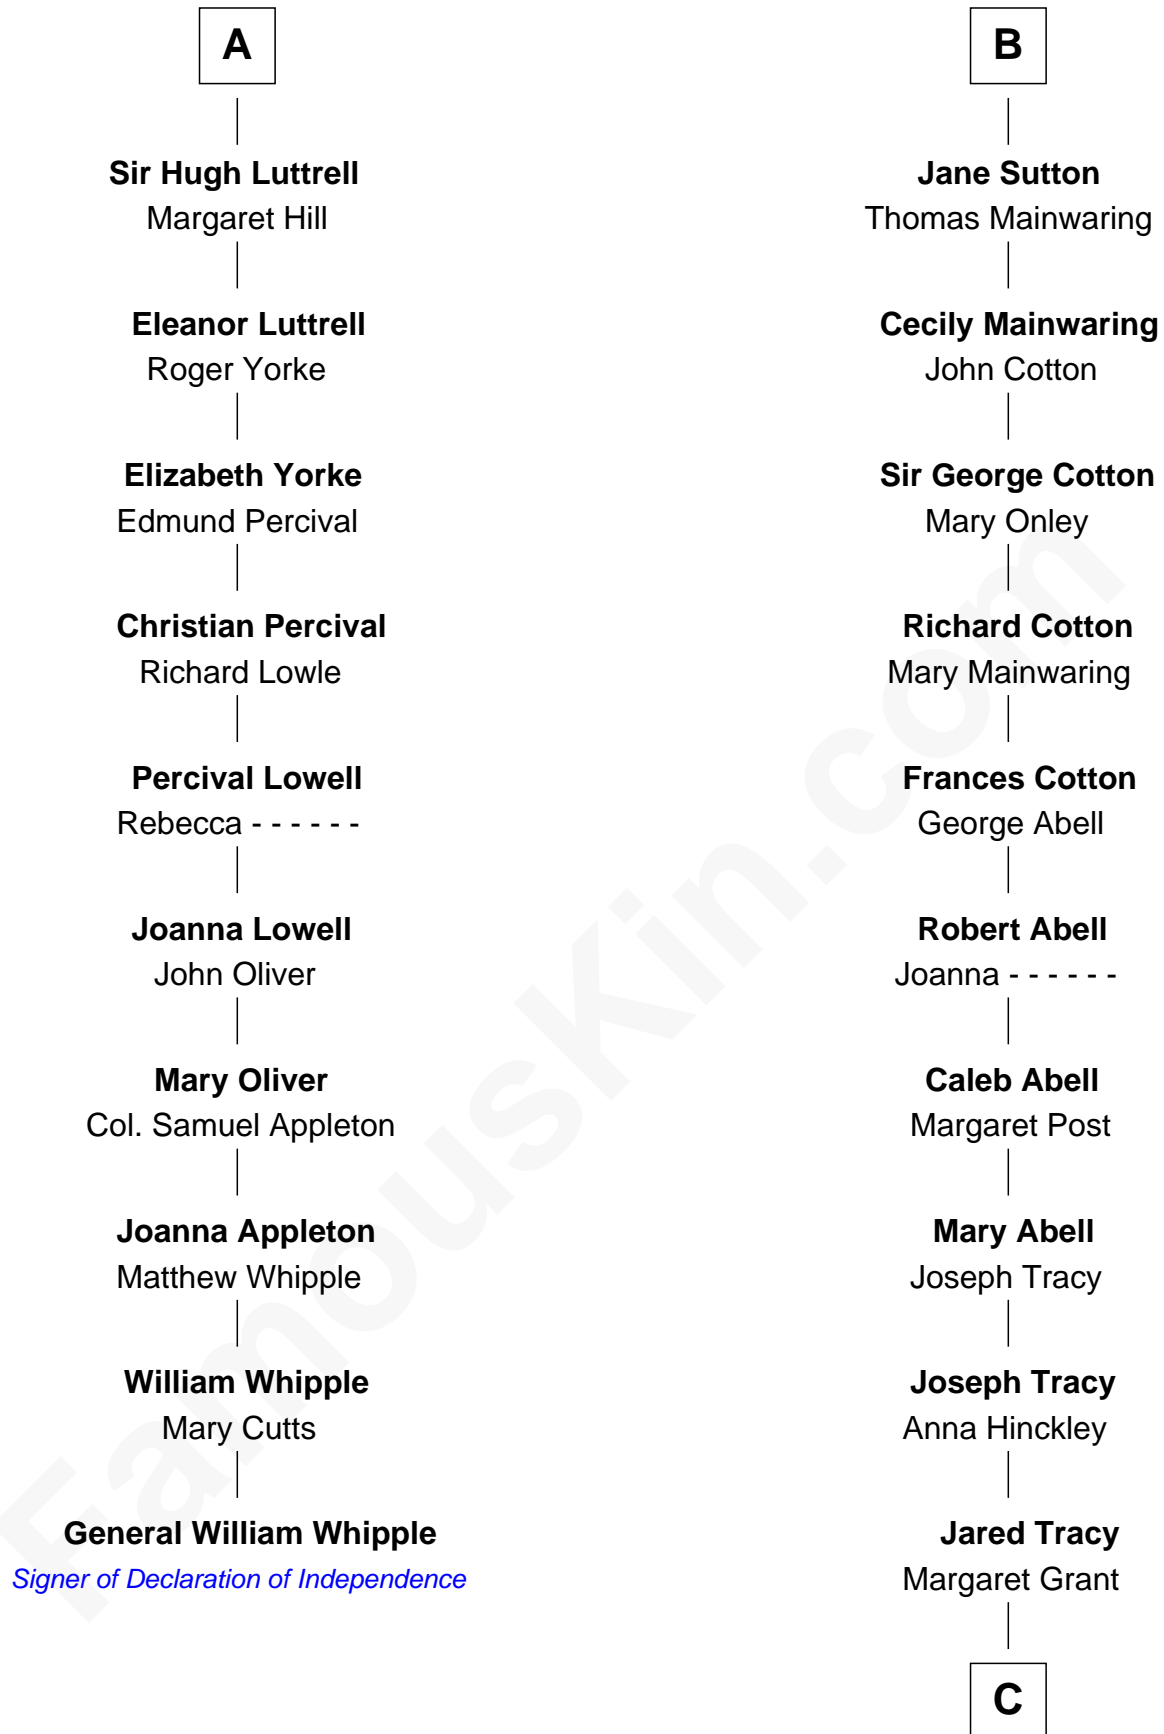 A
Sir Hugh Luttrell
Margaret Hill
Eleanor Luttrell
Roger Yorke
Elizabeth Yorke
Edmund Percival
Christian Percival
Richard Lowle
Percival Lowell
Rebecca - - - - - -
Joanna Lowell
John Oliver
Mary Oliver
Col. Samuel Appleton
Joanna Appleton
Matthew Whipple
William Whipple
Mary Cutts
General William Whipple
Signer of Declaration of Independence
B
Jane Sutton
Thomas Mainwaring
Cecily Mainwaring
John Cotton
Sir George Cotton
Mary Onley
Richard Cotton
Mary Mainwaring
Frances Cotton
George Abell
Robert Abell
Joanna - - - - - -
Caleb Abell
Margaret Post
Mary Abell
Joseph Tracy
Joseph Tracy
Anna Hinckley
Jared Tracy
Margaret Grant
C
FamousKin.com